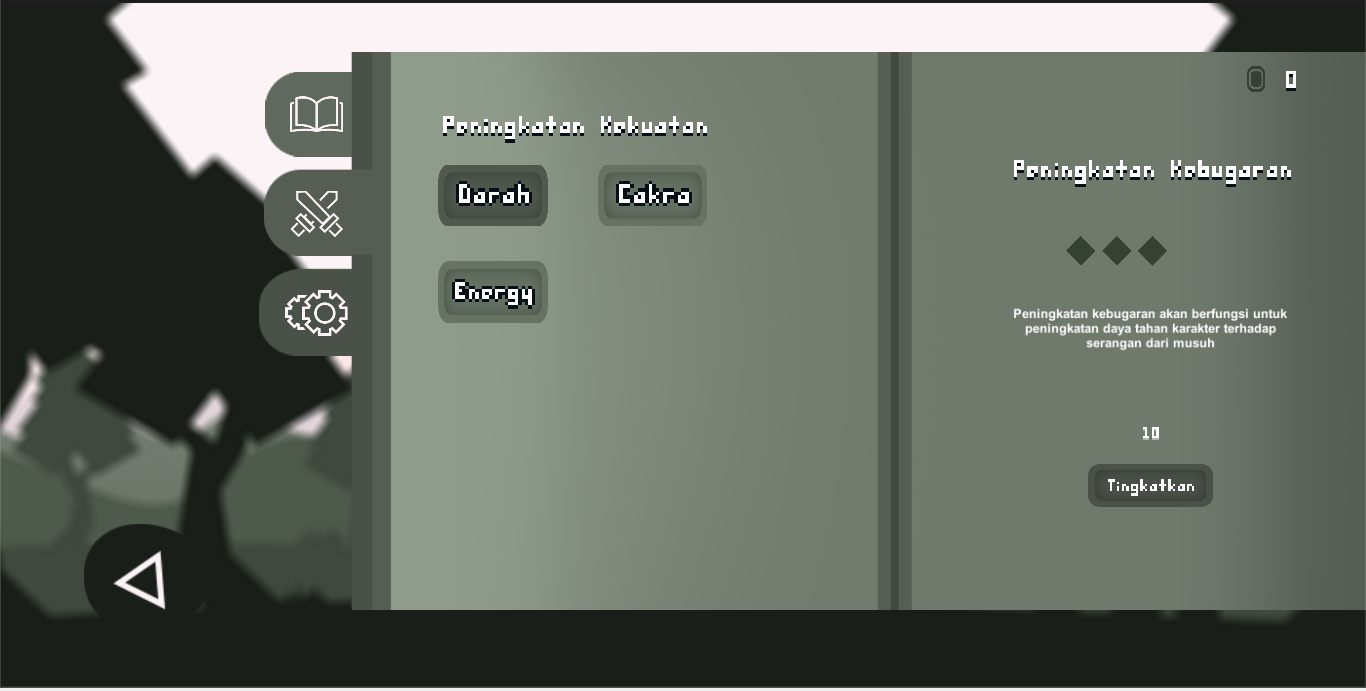 0
Peningkatan Kekuatan
Peningkatan Kebugaran
Darah
Cakra
Energy
Peningkatan kebugaran akan berfungsi untuk
peningkatan daya tahan karakter terhadap
serangan dari musuh
10
Tingkatkan